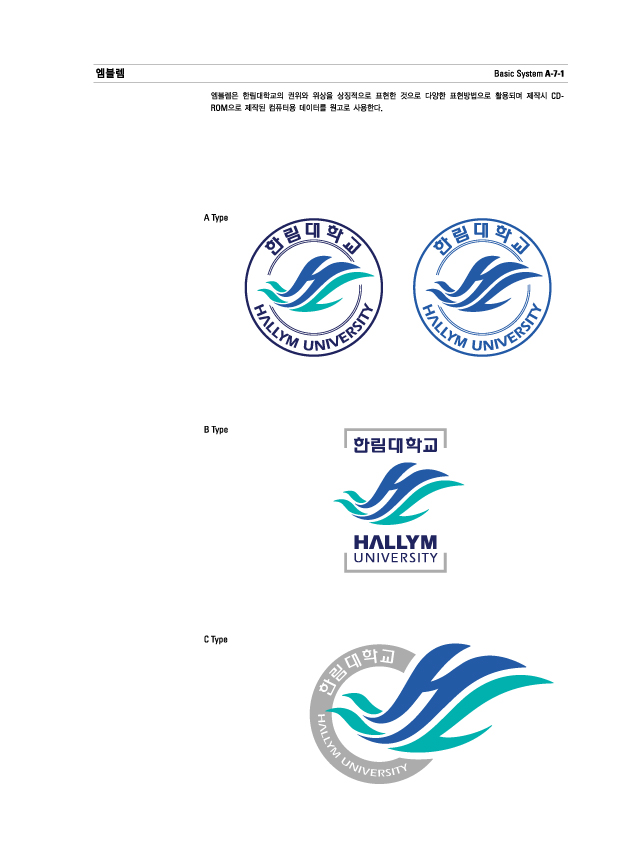 엠블렘
Basic System A-7-1
엠블렘은 한림대학교의 권위와 위상을 상징적으로 표현한 것으로 다양한 표현방법으로 활용되며 제작시 CD-
ROM으로 제작된 컴퓨터용 데이터를 원고로 사용한다.
A Type
한림대학교
HALLYM UNIVERSITY
한림대학교
HALLYM UNIVERSITY
B Type
한림대학교
HALLYM
UNIVERSITY
C Type
한림대학교
HALLYM UNIVERSITY